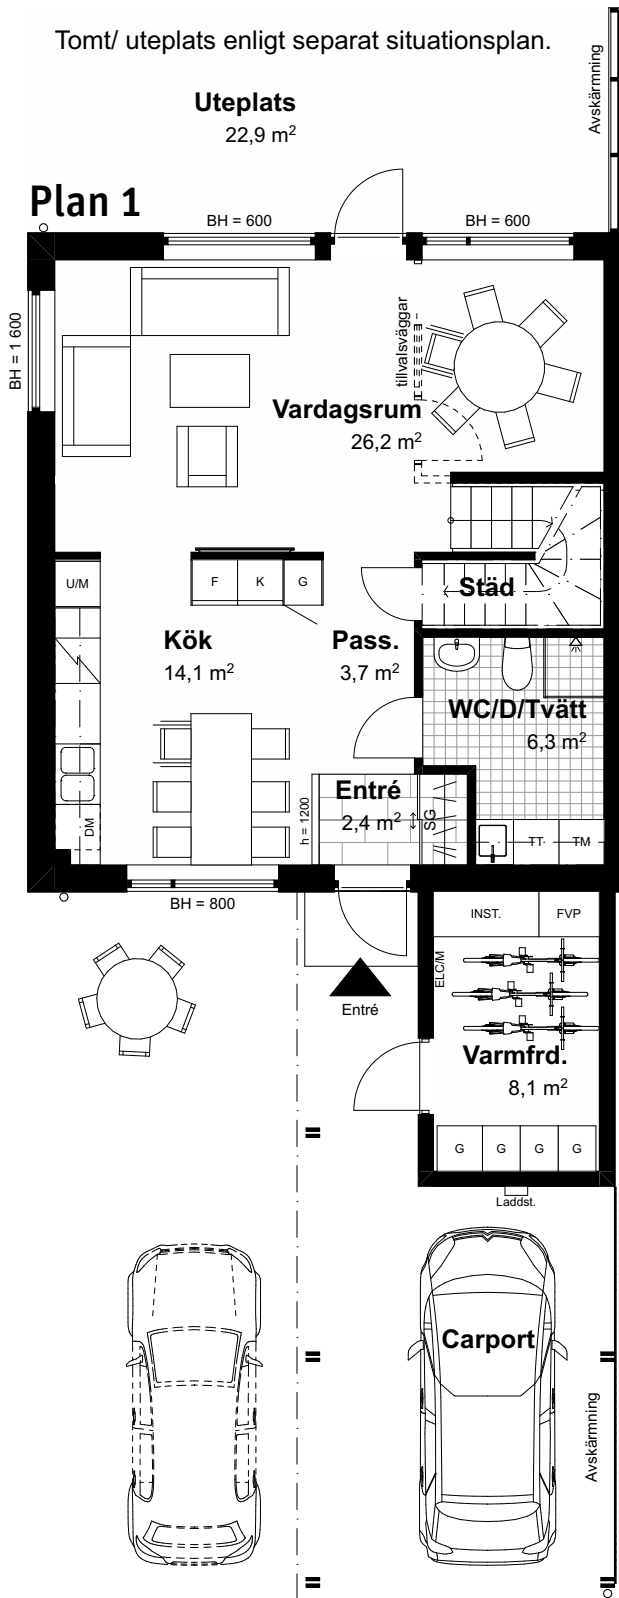 Tomt/ uteplats enligt separat situationsplan.
Avskärmning
Uteplats
22,9 m²
Plan 1
BH = 600
BH = 600
BH = 1 600
tillvalsväggar
Vardagsrum
26,2 m²
U/M
F
K
G
Städ
Kök
14,1 m²
Pass.
3,7 m²
WC/D/Tvätt
6,3 m²
Entré
2,4 m²
h = 1200
SG
DM
TT
TM
BH = 800
INST.
FVP
ELC/M
Entré
Varmfrd.
8,1 m²
G
G
G
G
Laddst.
Carport
Avskärmning